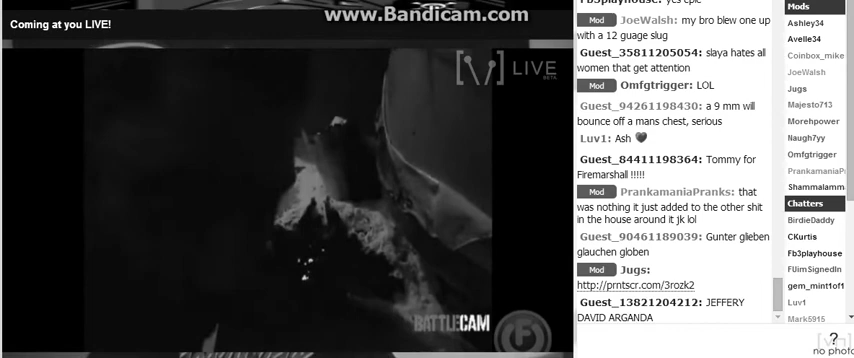 www.Bandicam.com
Coming at you LIVE!
LIVE
BETA
BATTLECAM
Fb3playhouse: yes epic
Mod JoeWalsh: my bro blew one up
with a 12 guage slug
Guest_35811205054: slaya hates all
women that get attention
Mod Omfgtrigger: LOL
Guest_94261198430: a 9 mm will
bounce off a mans chest, serious
Luv1: Ash
Guest_84411198364: Tommy for
Firemarshall !!!!!
Mod PrankamaniaPranks: that
was nothing it just added to the other shit
in the house around it jk lol
Guest_90461189039: Gunter glieben
glauchen globen
Mod Jugs:
http://prntscr.com/3rozk2
Guest_13821204212: JEFFERY
DAVID ARGANDA
Mods
Ashley34
Avelle34
Coinbox_mike
JoeWalsh
Jugs
Majesto713
Morehpower
Naugh7yy
Omfgtrigger
PrankamaniaPr
Shammalamm
Chatters
BirdieDaddy
CKurtis
Fb3playhouse
FUimSignedIn
gem_mint1of1
Luv1
Mark5915
?
no photo